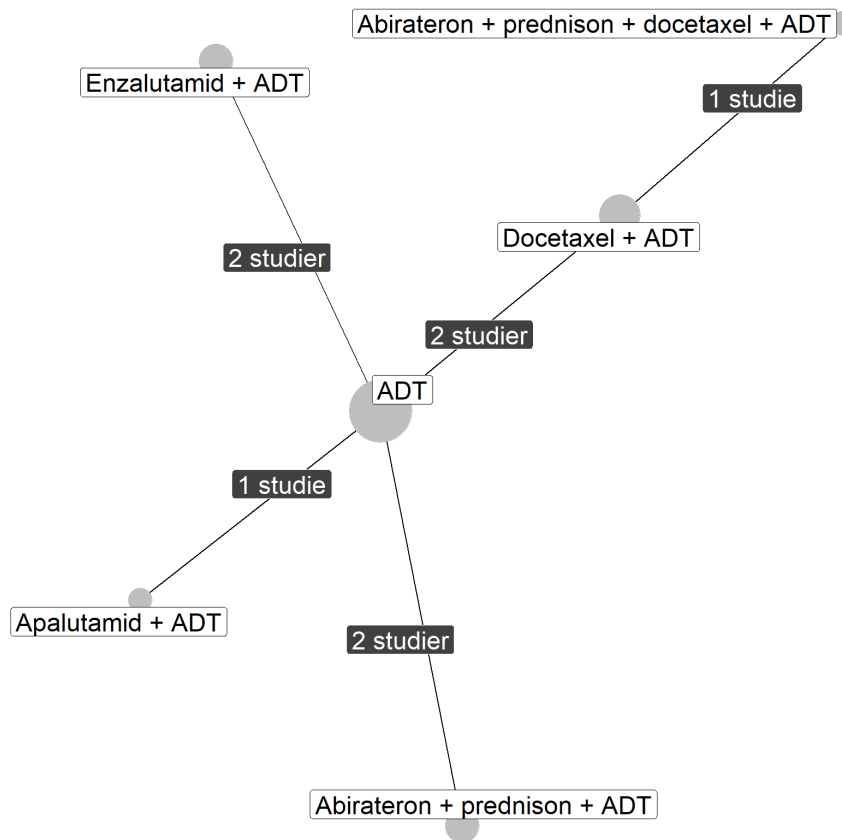 Abirateron + prednison + docetaxel + ADT
Enzalutamid + ADT
1 studie
Docetaxel + ADT
2 studier
2 studier
ADT
1 studie
Apalutamid + ADT
2 studier
Abirateron + prednison + ADT